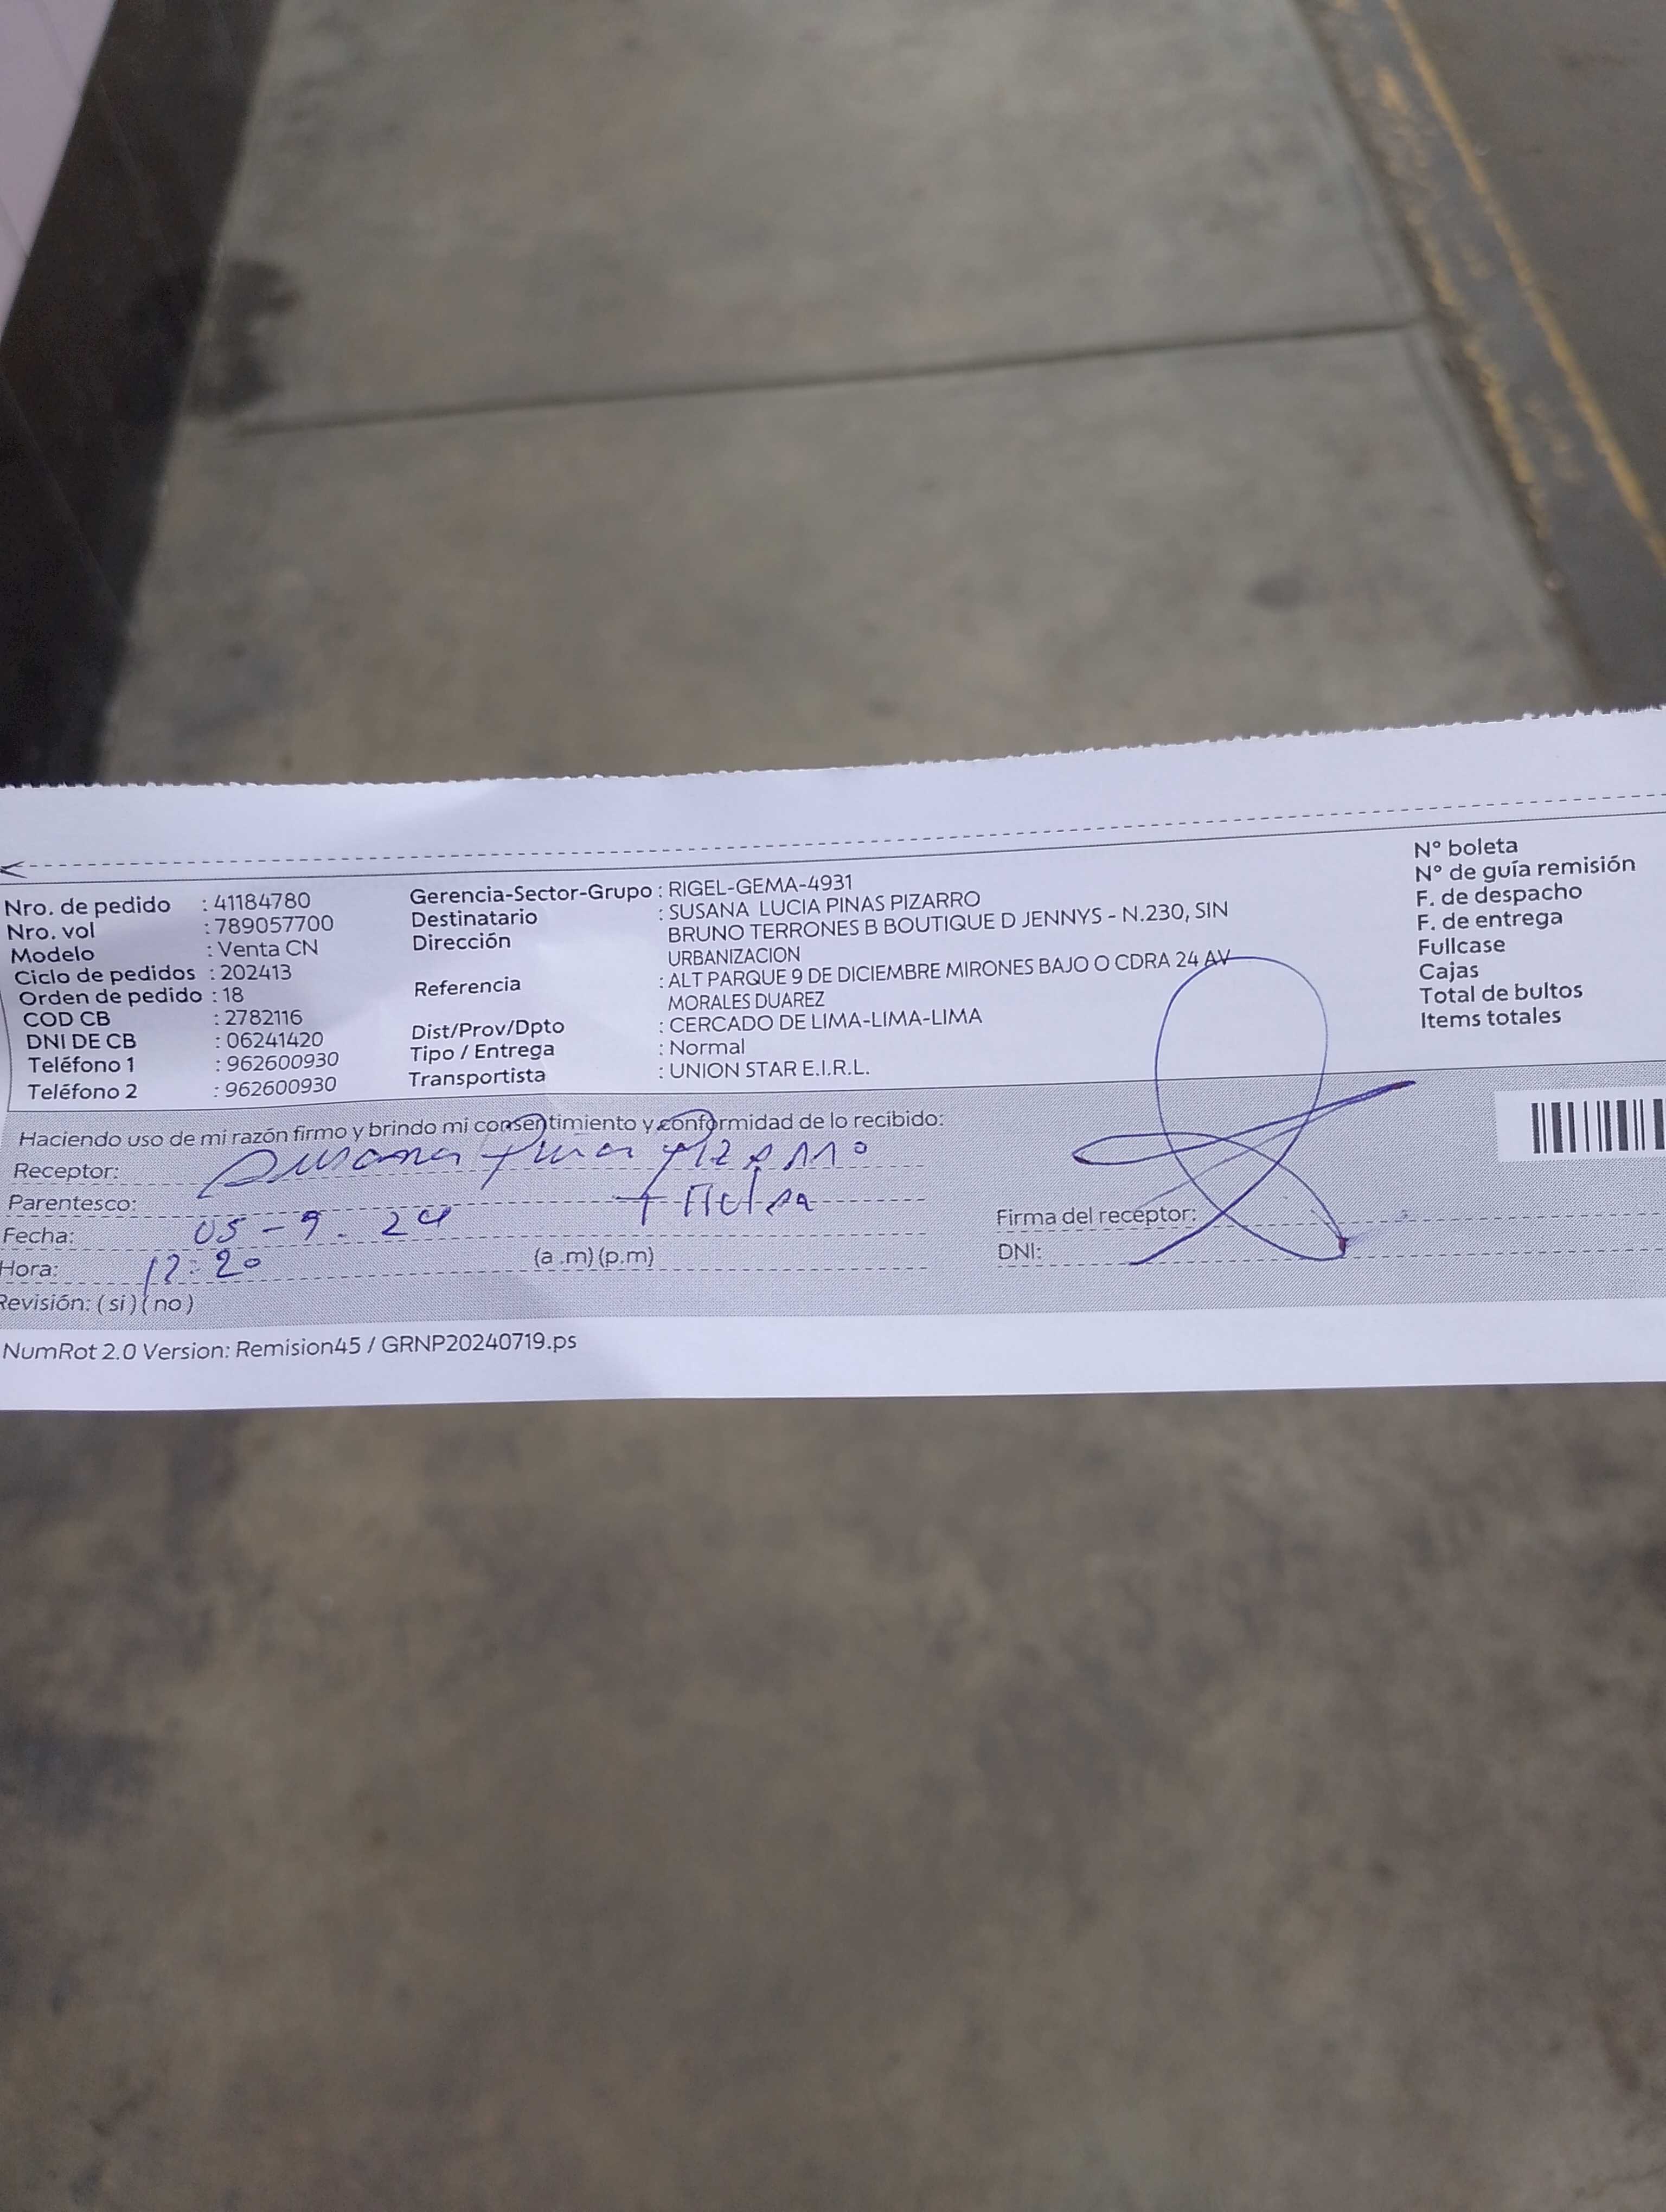 Nro. de pedido : 41184780
Nro. vol : 789057700
Modelo : Venta CN
Ciclo de pedidos : 202413
Orden de pedido : 18
COD CB : 2782116
DNI DE CB : 06241420
Teléfono 1 : 962600930
Teléfono 2 : 962600930
Gerencia-Sector-Grupo : RIGEL-GEMA-4931
Destinatario : SUSANA LUCIA PINAS PIZARRO
Dirección BRUNO TERRONES B BOUTIQUE D JENNYS - N.230, SIN
URBANIZACION
Referencia : ALT PARQUE 9 DE DICIEMBRE MIRONES BAJO O CDRA 24 AV
MORALES DUAREZ
Dist/Prov/Dpto : CERCADO DE LIMA-LIMA-LIMA
Tipo / Entrega : Normal
Transportista : UNION STAR E.I.R.L.
N° boleta
N° de guía remisión
F. de despacho
F. de entrega
Fullcase
Cajas
Total de bultos
Items totales
Haciendo uso de mi razón firmo y brindo mi consentimiento y conformidad de lo recibido:
Receptor: Susana
Parentesco:
Fecha: 05-9.24
Hora: 12:20 (a .m) (p.m)
Revisión: ( si ) ( no )
Firma del receptor:
DNI:
NumRot 2.0 Version: Remision45 / GRNP20240719.ps